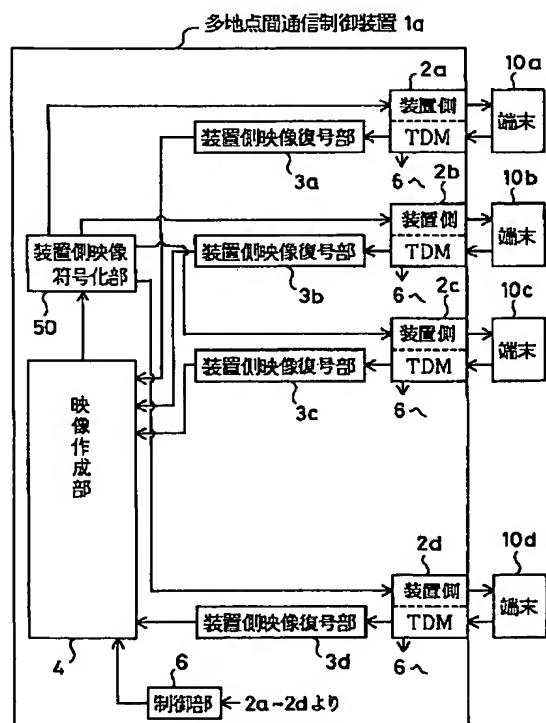 多地点間通信制御装置 1a
2a
10a
装置側
TDM
端末
装置側映像復号部
3a
6へ
2b
10b
装置側
TDM
端末
装置側映像復号部
3b
6へ
装置側映像
符号化部
50
2c
10c
装置側
TDM
端末
装置側映像復号部
3c
6へ
映像作成部
4
2d
10d
装置側
TDM
端末
装置側映像復号部
3d
6へ
6
制御部
2a~2dより